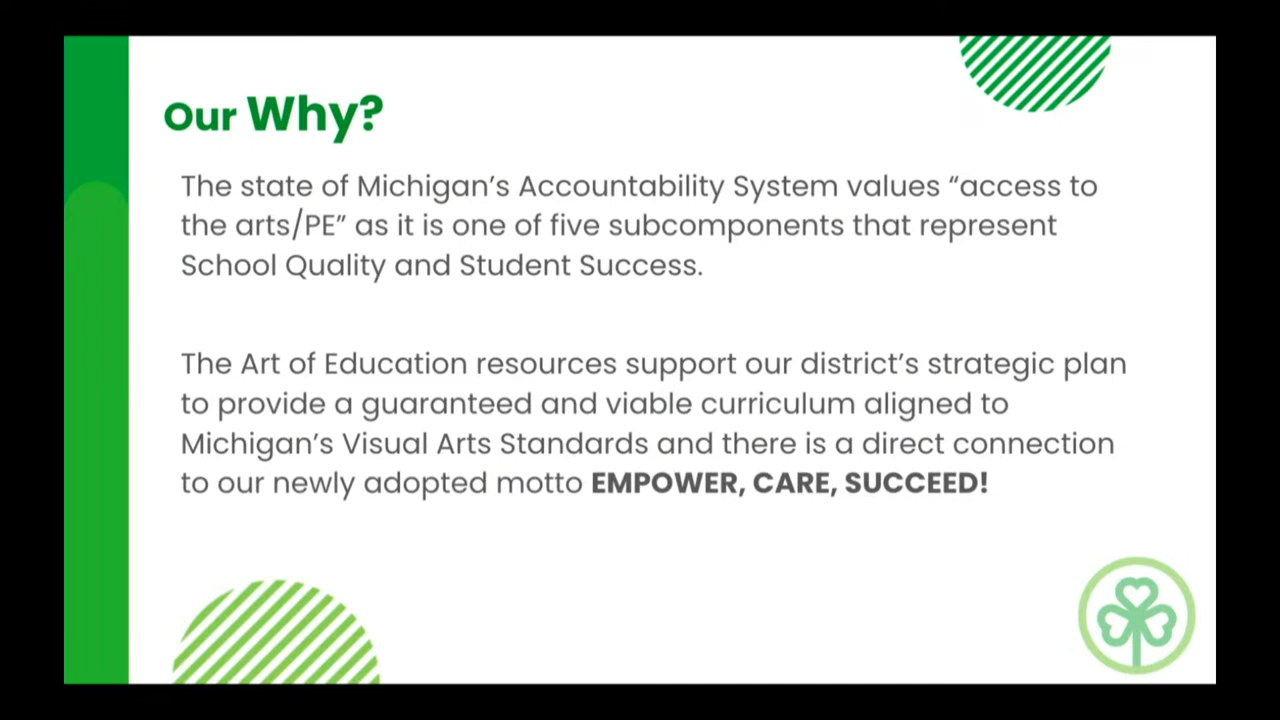 Our Why?
The state of Michigan’s Accountability System values “access to
the arts/PE” as it is one of five subcomponents that represent
School Quality and Student Success.
The Art of Education resources support our district’s strategic plan
to provide a guaranteed and viable curriculum aligned to
Michigan’s Visual Arts Standards and there is a direct connection
to our newly adopted motto EMPOWER, CARE, SUCCEED!